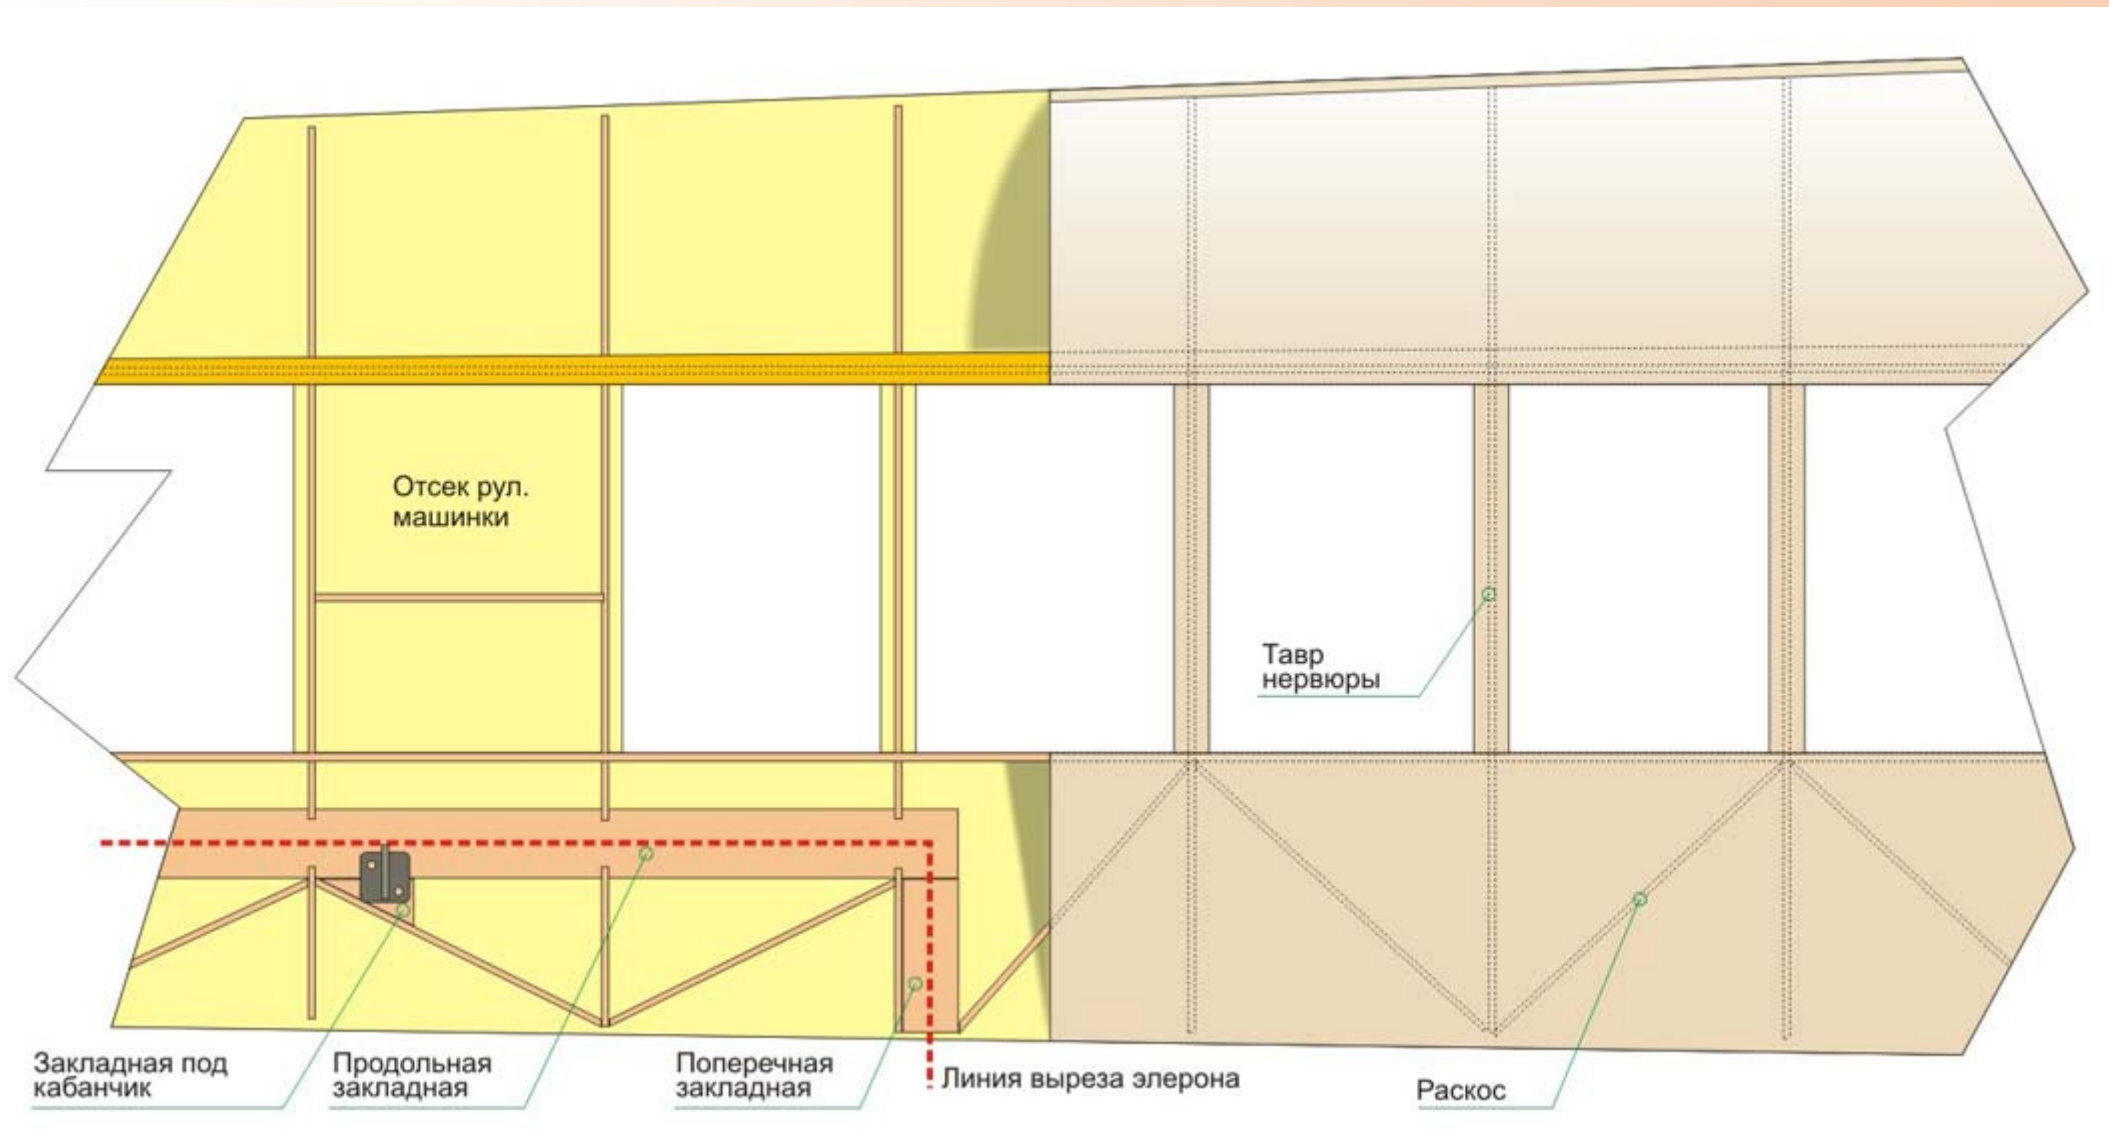 Отсек рул.
машинки
Тавр
нервюры
Закладная под
кабанчик
Продольная
закладная
Поперечная
закладная
Линия выреза элерона
Раскос